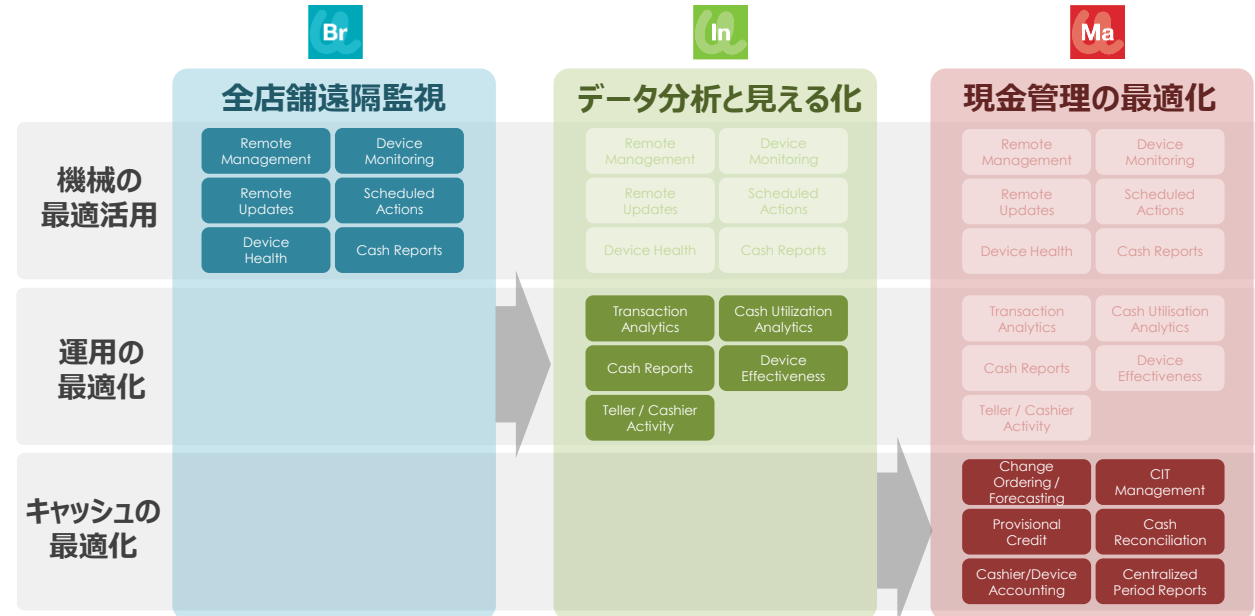 Br
In
Ma
全店舗遠隔監視
データ分析と見える化
現金管理の最適化
機械の
最適活用
Remote
Management
Device
Monitoring
Remote
Updates
Scheduled
Actions
Device
Health
Cash Reports
Remote
Management
Device
Monitoring
Remote
Updates
Scheduled
Actions
Device Health
Cash Reports
Remote
Management
Device
Monitoring
Remote
Updates
Scheduled
Actions
Device Health
Cash Reports
運用の
最適化
Transaction
Analytics
Cash Utilization
Analytics
Cash Reports
Device
Effectiveness
Teller / Cashier
Activity
Transaction
Analytics
Cash Utilisation
Analytics
Cash Reports
Device
Effectiveness
Teller / Cashier
Activity
キャッシュの
最適化
Change
Ordering /
Forecasting
CIT
Management
Provisional
Credit
Cash
Reconciliation
Cashier/Device
Accounting
Centralized
Period Reports